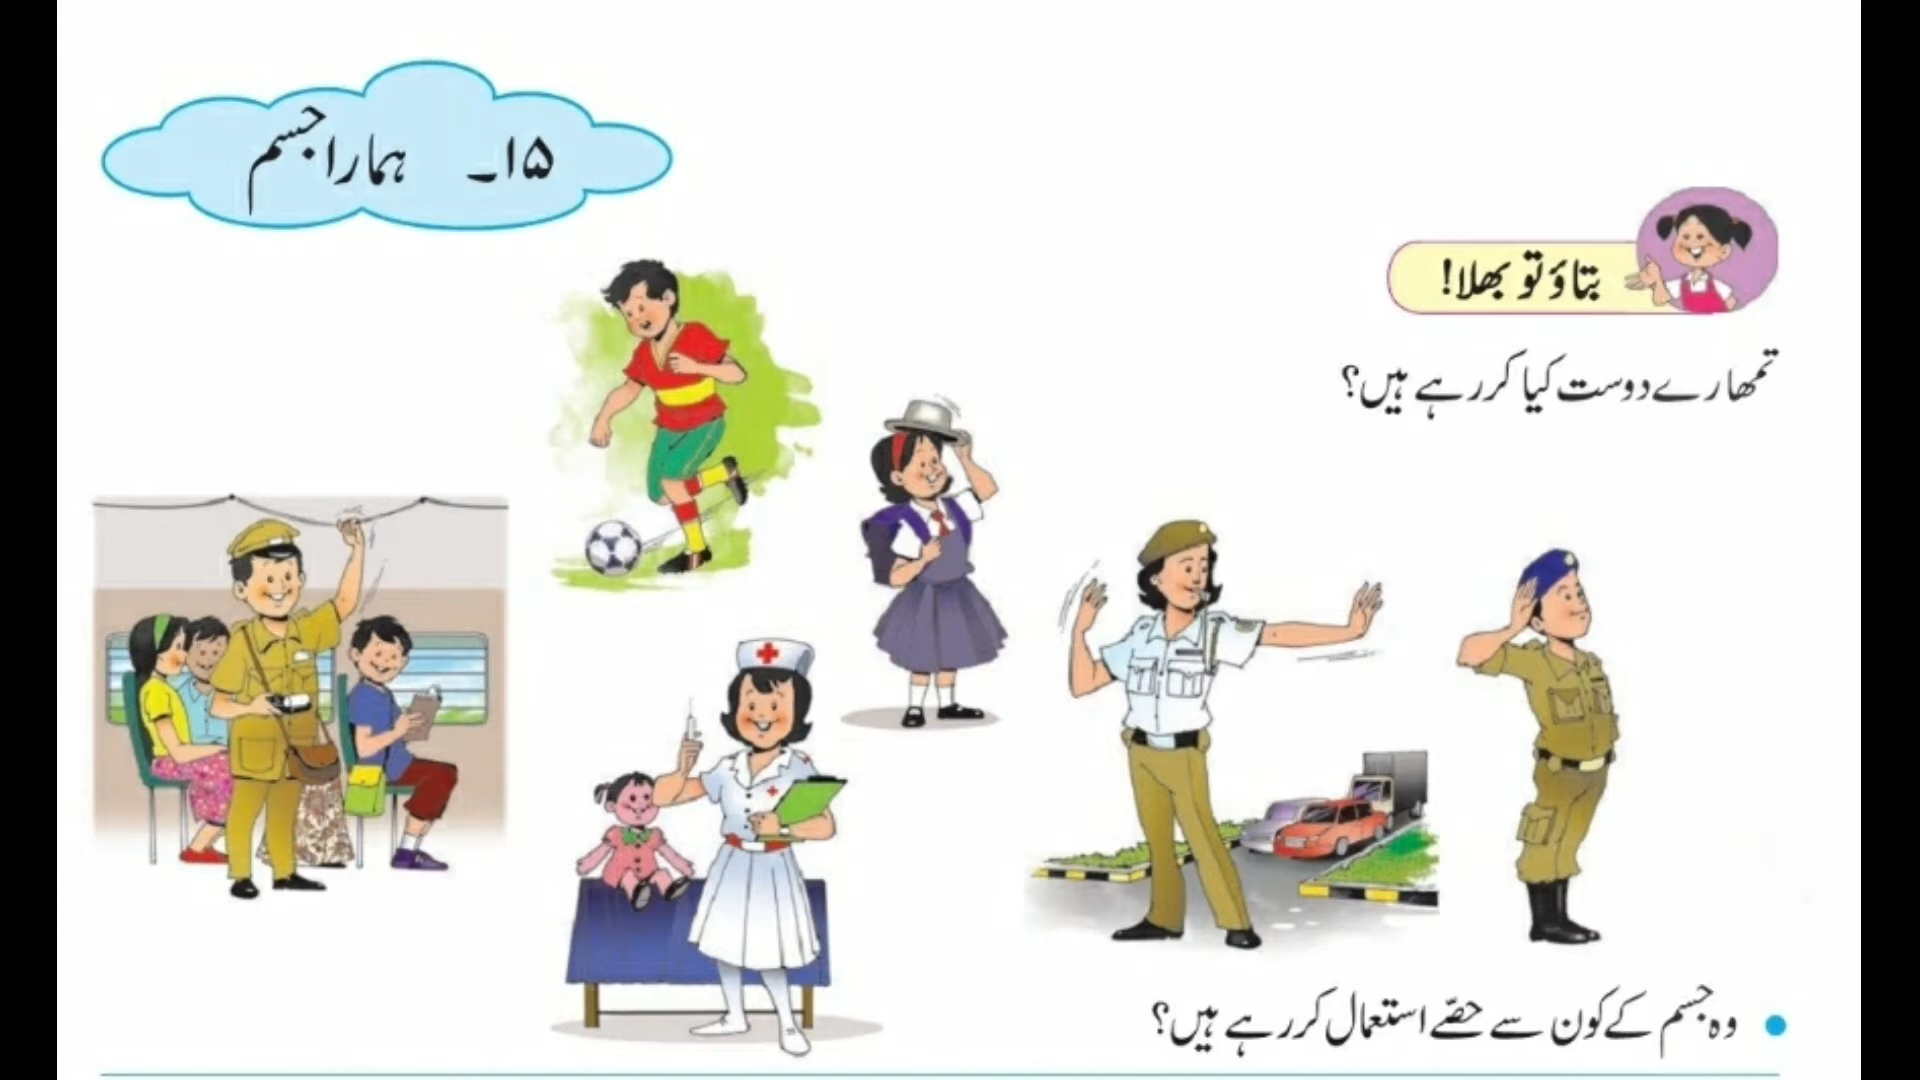 ۱۵۔ ہمارا جسم
بتاؤ تو بھلا!
تمھارے دوست کیا کر رہے ہیں؟
وہ جسم کے کون سے حصّے استعمال کر رہے ہیں؟